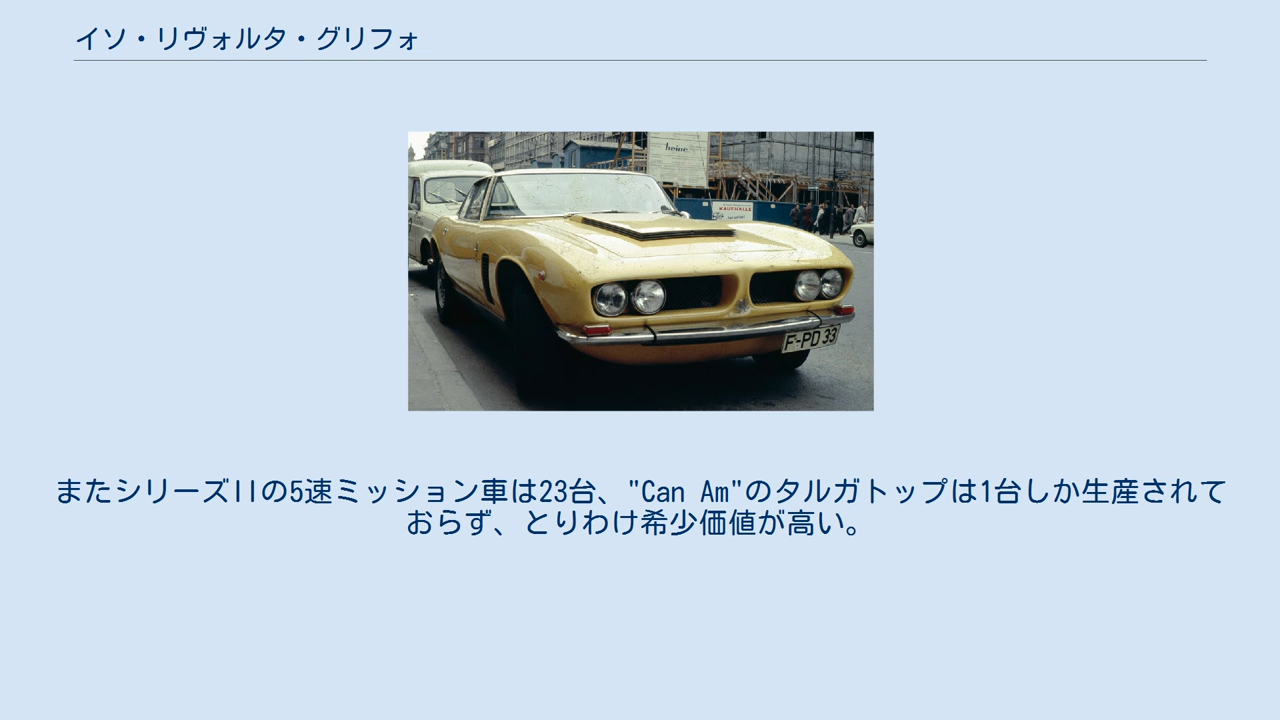 イソ・リヴォルタ・グリフォ
heine
KAUFHALLE
F-PD 33
またシリーズIIの5速ミッション車は23台、"Can Am"のタルガトップは1台しか生産されて
おらず、とりわけ希少価値が高い。